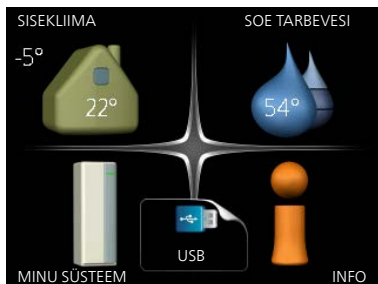 SISEKLIIMA
SOE TARBEVESI
-5°
22°
54°
USB
MINU SÜSTEEM
INFO